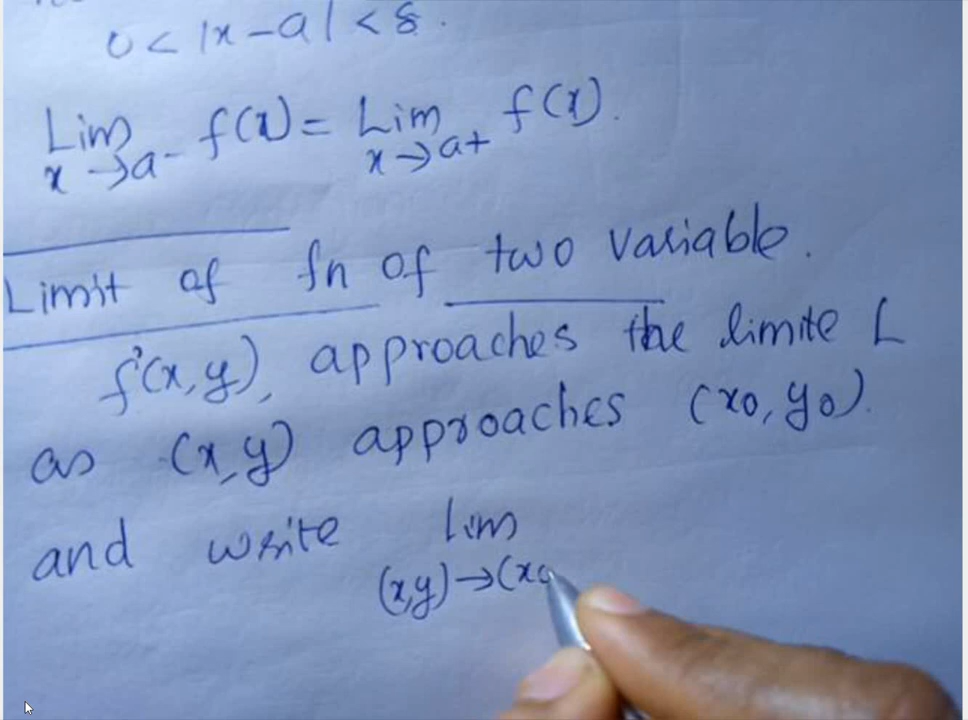 0 < |x-a| < δ.
Lim f(x) = Lim f(x).
x→a- x→a+
Limit of fn of two variable.
f(x,y), approaches the limite L
as (x,y) approaches (x0, y0).
and write lim
(x,y)→(x0